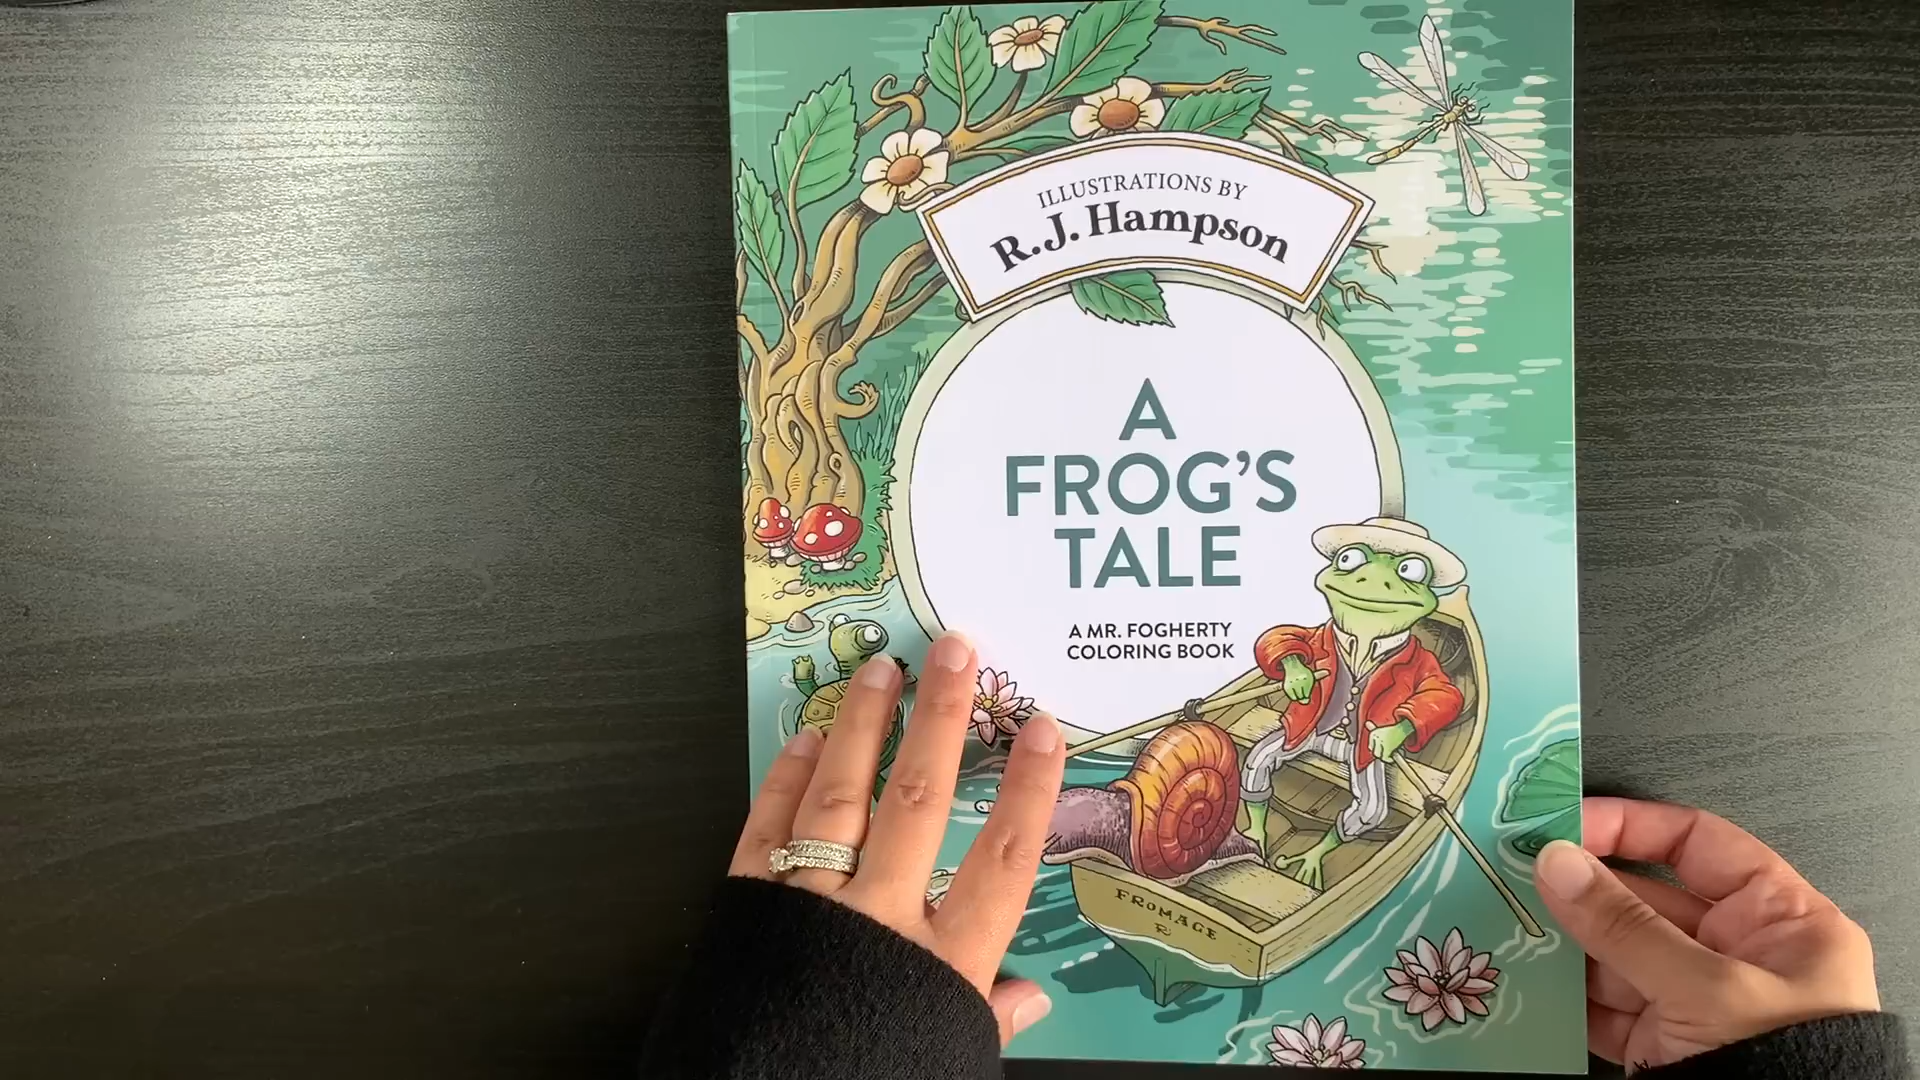 ILLUSTRATIONS BY
R.J. Hampson
A
FROG'S
TALE
A MR. FOGHERTY
COLORING BOOK
FROMAGE
R